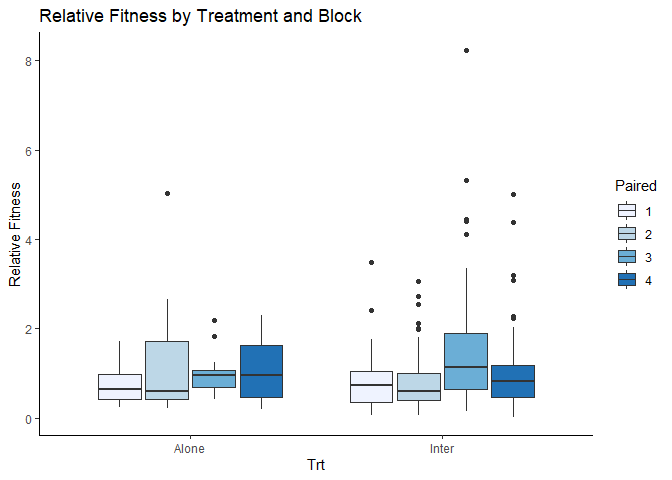 Relative Fitness by Treatment and Block
Relative Fitness
8
6
4
2
0
Alone
Inter
Trt
Paired
1
2
3
4